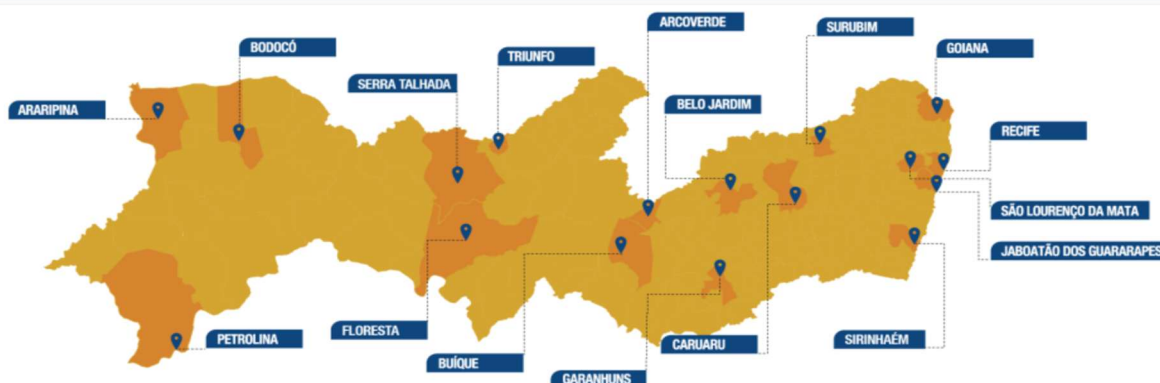 ARCOVERDE
SURUBIM
GOIANA
BODOCÓ
TRIUNFO
SERRA TALHADA
BELO JARDIM
ARARIPINA
RECIFE
SÃO LOURENÇO DA MATA
JABOATÃO DOS GUARARAPES
FLORESTA
PETROLINA
CARUARU
SIRINHAÉM
BUÍQUE
GARANHUNS